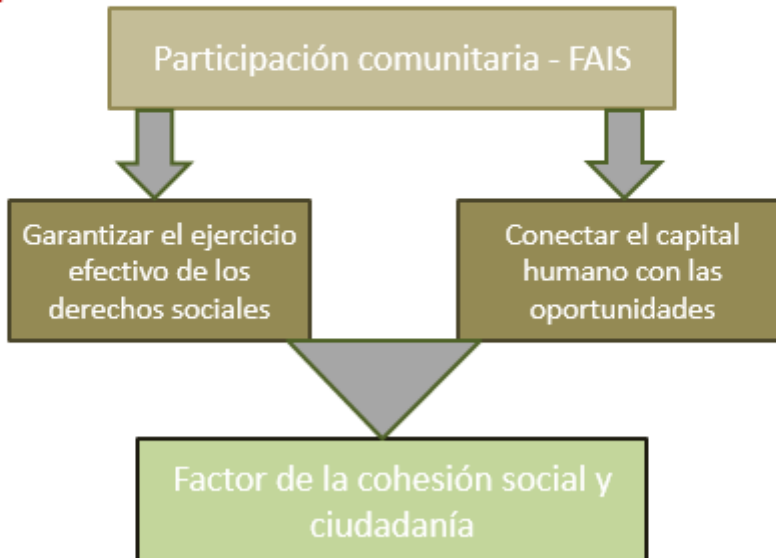 Participación comunitaria - FAIS
Garantizar el ejercicio
efectivo de los
derechos sociales
Conectar el capital
humano con las
oportunidades
Factor de la cohesión social y
ciudadanía